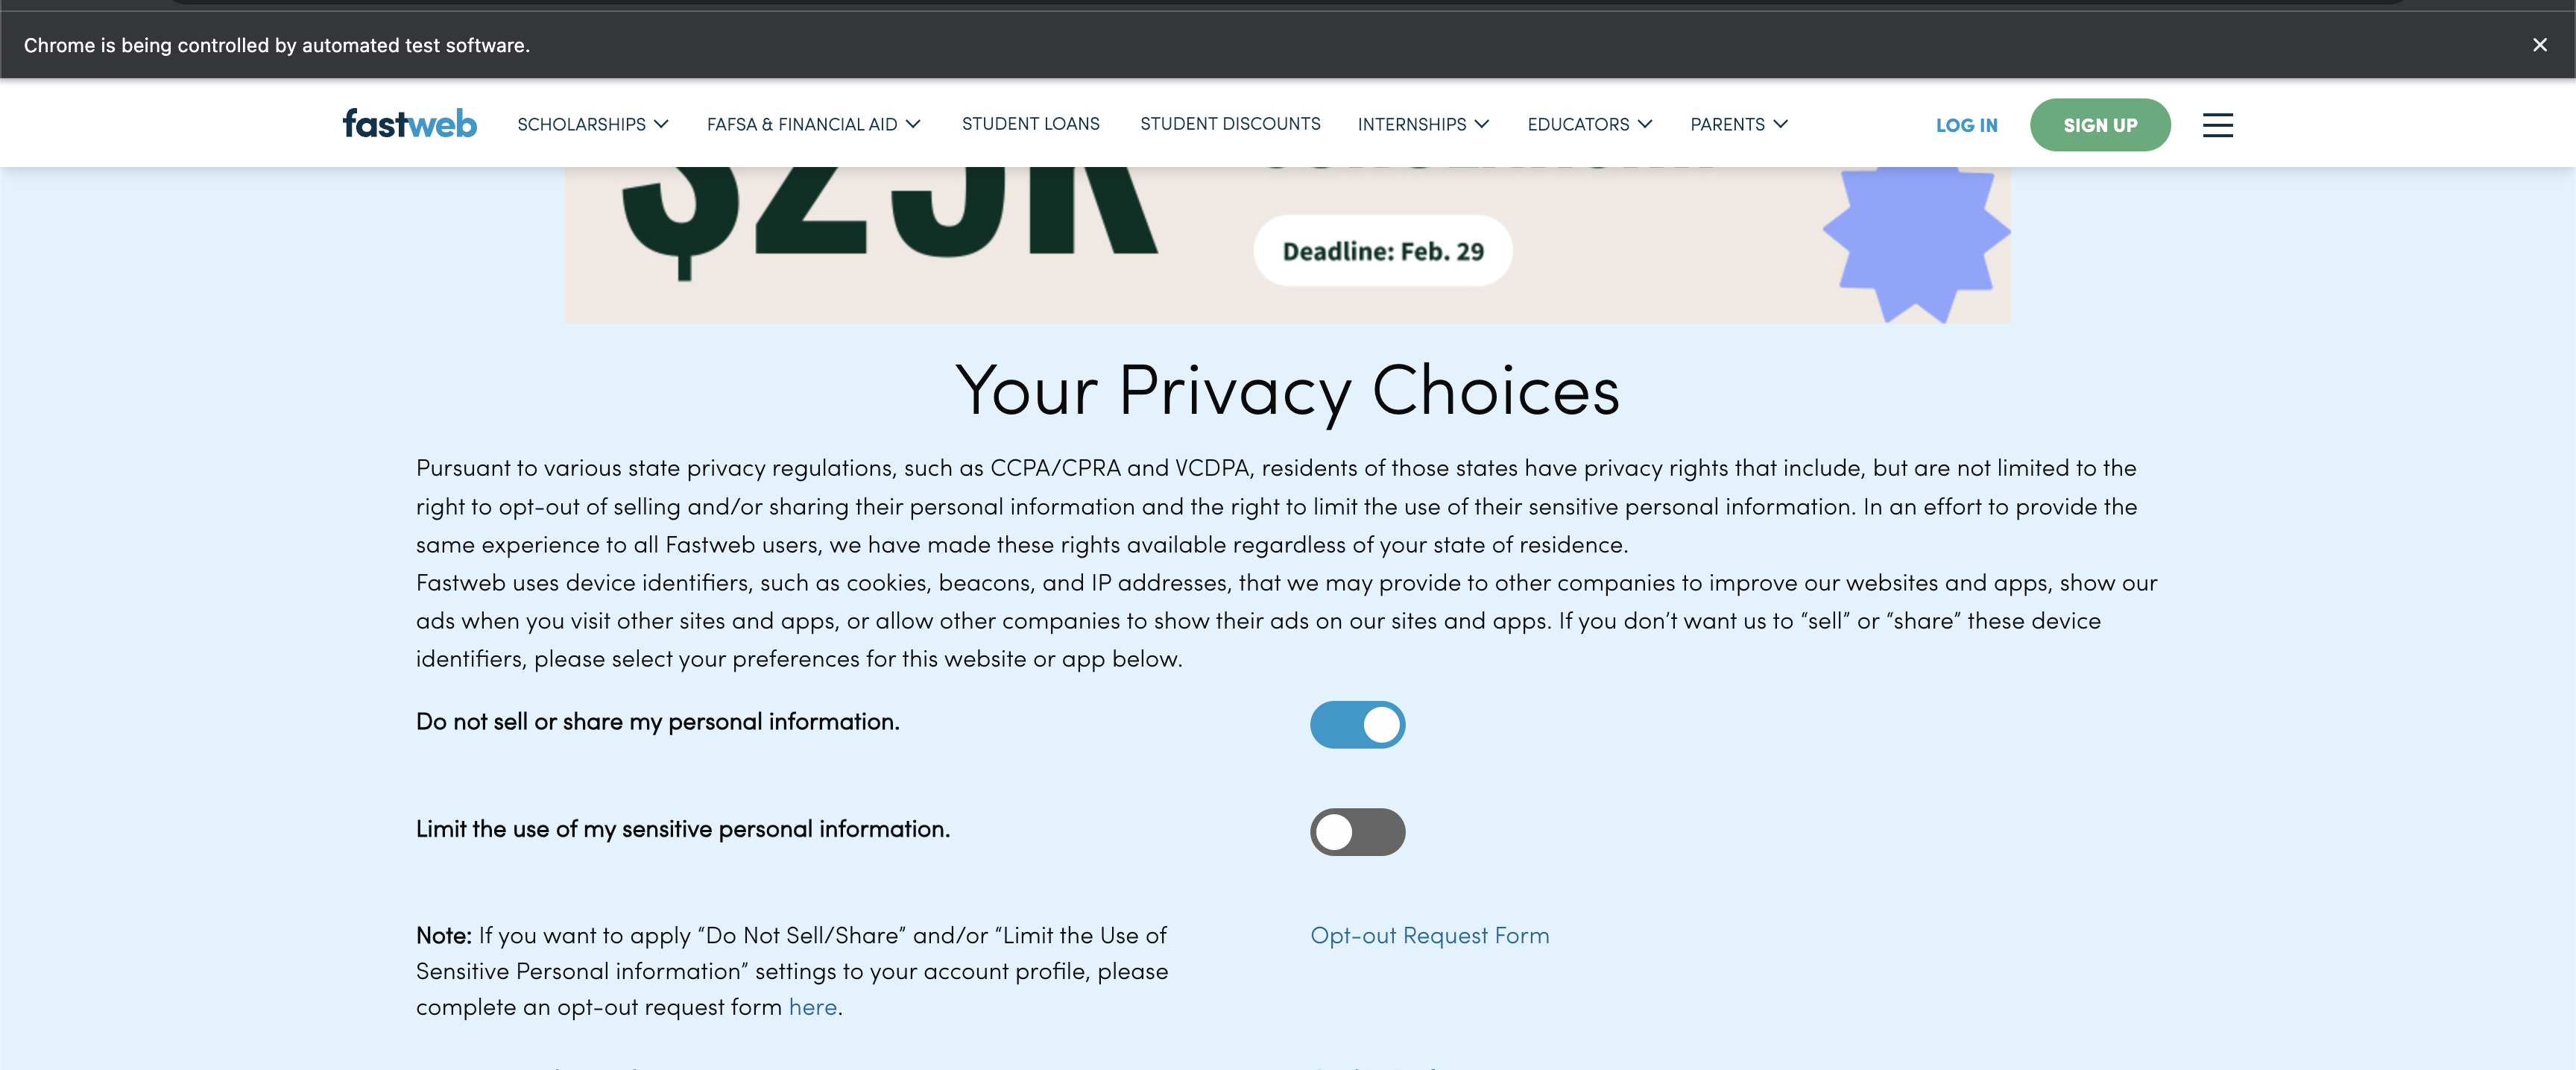 Chrome is being controlled by automated test software.
fastweb SCHOLARSHIPS FAFSA & FINANCIAL AID STUDENT LOANS STUDENT DISCOUNTS INTERNSHIPS EDUCATORS PARENTS LOG IN SIGN UP
$25K
Deadline: Feb. 29
Your Privacy Choices
Pursuant to various state privacy regulations, such as CCPA/CPRA and VCDPA, residents of those states have privacy rights that include, but are not limited to the
right to opt-out of selling and/or sharing their personal information and the right to limit the use of their sensitive personal information. In an effort to provide the
same experience to all Fastweb users, we have made these rights available regardless of your state of residence.
Fastweb uses device identifiers, such as cookies, beacons, and IP addresses, that we may provide to other companies to improve our websites and apps, show our
ads when you visit other sites and apps, or allow other companies to show their ads on our sites and apps. If you don’t want us to “sell” or “share” these device
identifiers, please select your preferences for this website or app below.
Do not sell or share my personal information.
Limit the use of my sensitive personal information.
Note: If you want to apply “Do Not Sell/Share” and/or “Limit the Use of
Sensitive Personal information” settings to your account profile, please
complete an opt-out request form here.
Opt-out Request Form